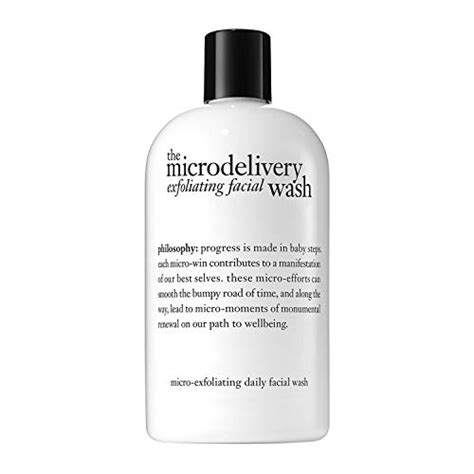 the
microdelivery
exfoliating facial wash
philosophy: progress is made in baby steps.
each micro-win contributes to a manifestation
of our best selves. these micro-efforts can
smooth the bumpy road of time, and along the
way, lead to micro-moments of monumental
renewal on our path to wellbeing.
micro-exfoliating daily facial wash